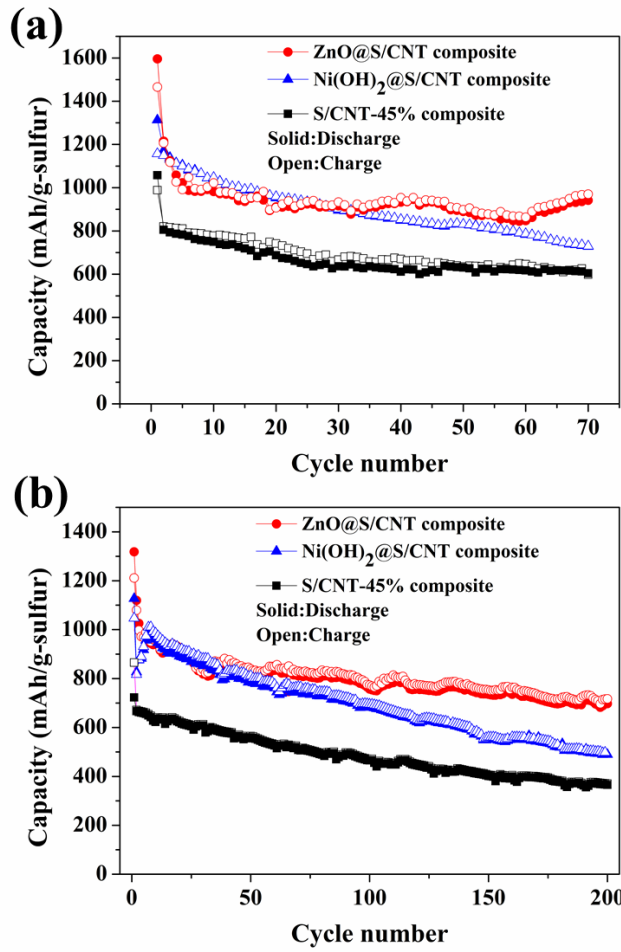 (a)
1600
1400
1200
1000
800
600
400
200
0
Capacity (mAh/g-sulfur)
ZnO@S/CNT composite
Ni(OH)2@S/CNT composite
S/CNT-45% composite
Solid:Discharge
Open:Charge
0 10 20 30 40 50 60 70
Cycle number
(b)
1400
1200
1000
800
600
400
200
0
Capacity (mAh/g-sulfur)
ZnO@S/CNT composite
Ni(OH)2@S/CNT composite
S/CNT-45% composite
Solid:Discharge
Open:Charge
0 50 100 150 200
Cycle number